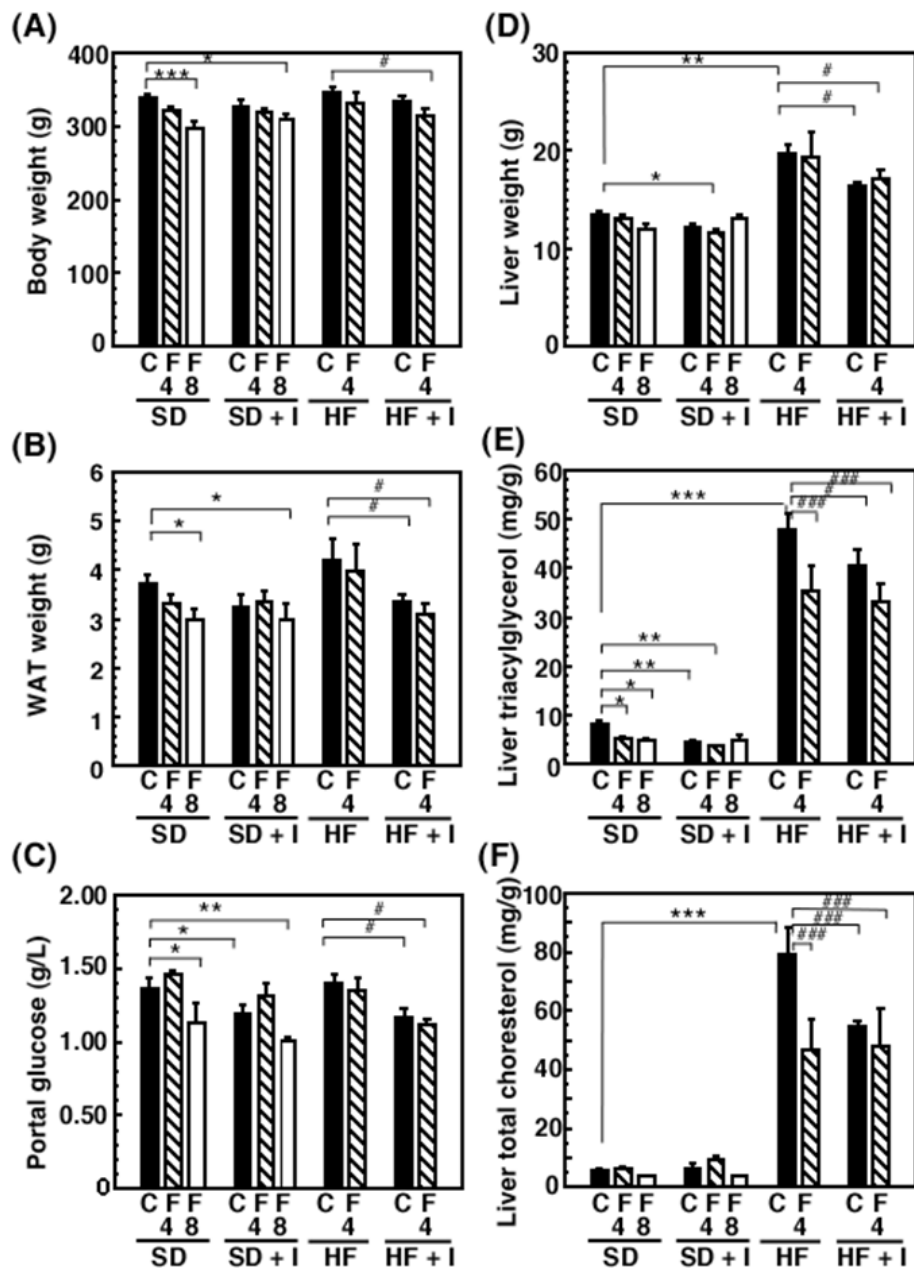 (A)
Body weight (g)
400
300
200
100
0
*
***
#
C F F C F F C F C F
4 8 4 8 4 4
SD SD + I HF HF + I
(B)
WAT weight (g)
6
5
4
3
2
1
0
*
*
#
#
C F F C F F C F C F
4 8 4 8 4 4
SD SD + I HF HF + I
(C)
Portal glucose (g/L)
2.00
1.50
1.00
0.50
0
**
*
*
#
#
C F F C F F C F C F
4 8 4 8 4 4
SD SD + I HF HF + I
(D)
Liver weight (g)
30
20
10
0
**
#
#
*
C F F C F F C F C F
4 8 4 8 4 4
SD SD + I HF HF + I
(E)
Liver triacylglycerol (mg/g)
60
50
40
30
20
10
0
***
###
#
###
**
**
*
*
C F F C F F C F C F
4 8 4 8 4 4
SD SD + I HF HF + I
(F)
Liver total choresterol (mg/g)
100
80
60
40
20
0
***
###
###
###
C F F C F F C F C F
4 8 4 8 4 4
SD SD + I HF HF + I